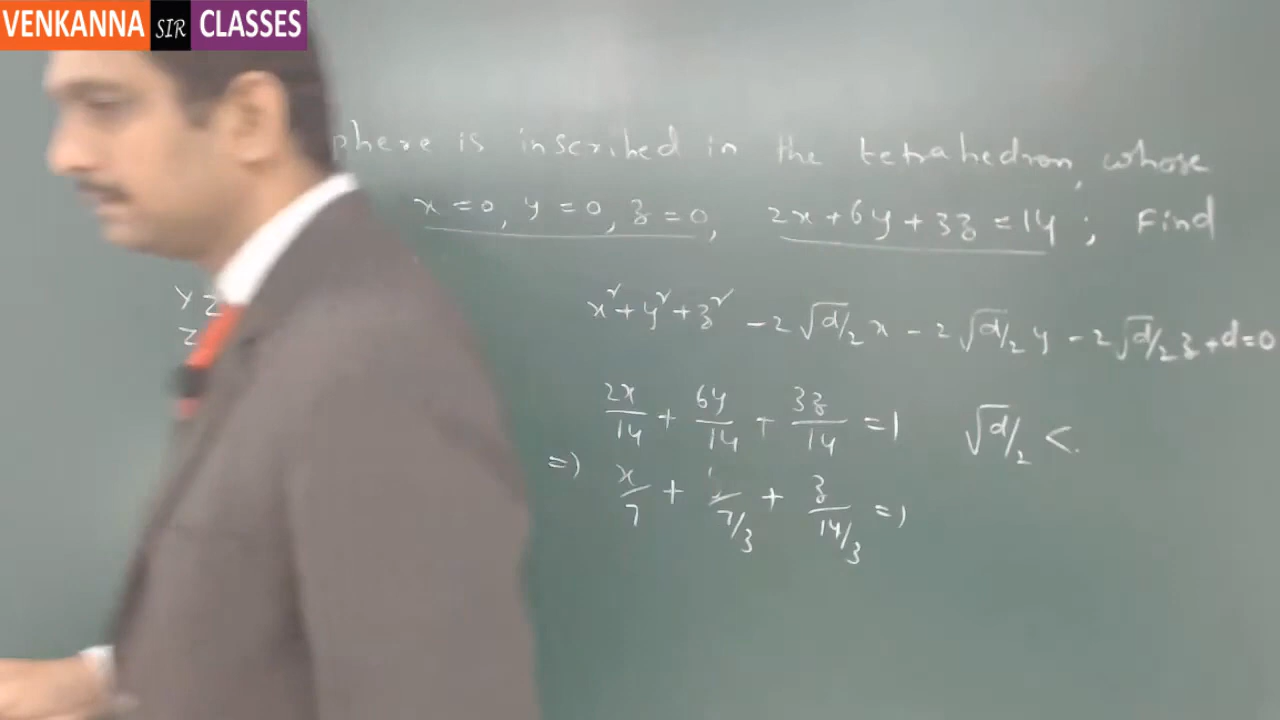 VENKANNA SIR CLASSES
phere is inscribed in the tetrahedron, whose
x=0, y=0, z=0, 2x+6y+3z=14; Find
YZ
Z
x²+y²+z² -2 √d/2 x - 2 √d/2 y - 2 √d/2 z + d=0
2x/14 + 6y/14 + 3z/14 =1 √d/2 <.
=> x/7 + /7/3 + z/14/3 =1